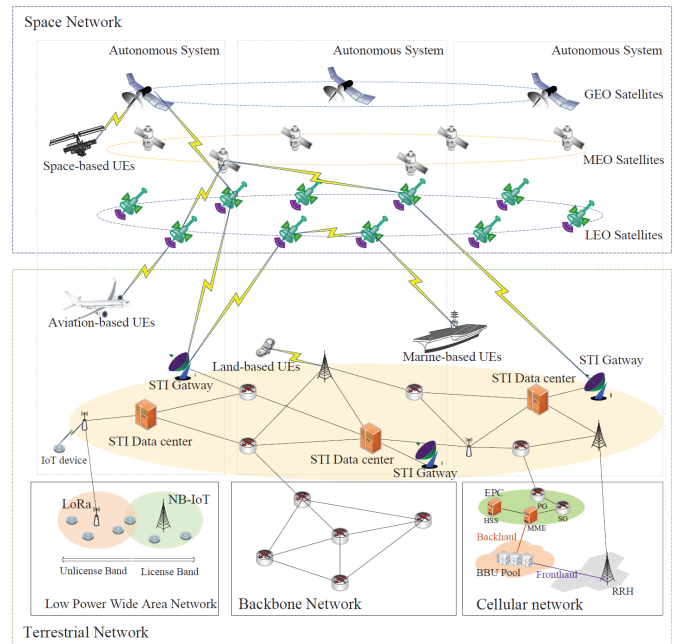 Space Network
Autonomous System
Autonomous System
Autonomous System
GEO Satellites
MEO Satellites
Space-based UEs
LEO Satellites
Aviation-based UEs
Marine-based UEs
Land-based UEs
STI Gatway
STI Gatway
STI Data center
STI Data center
STI Data center
STI Gatway
IoT device
LoRa
NB-IoT
Unlicense Band
License Band
Low Power Wide Area Network
Backbone Network
EPC
HSS
MME
PG
SG
Backhaul
BBU Pool
Fronthaul
RRH
Cellular network
Terrestrial Network